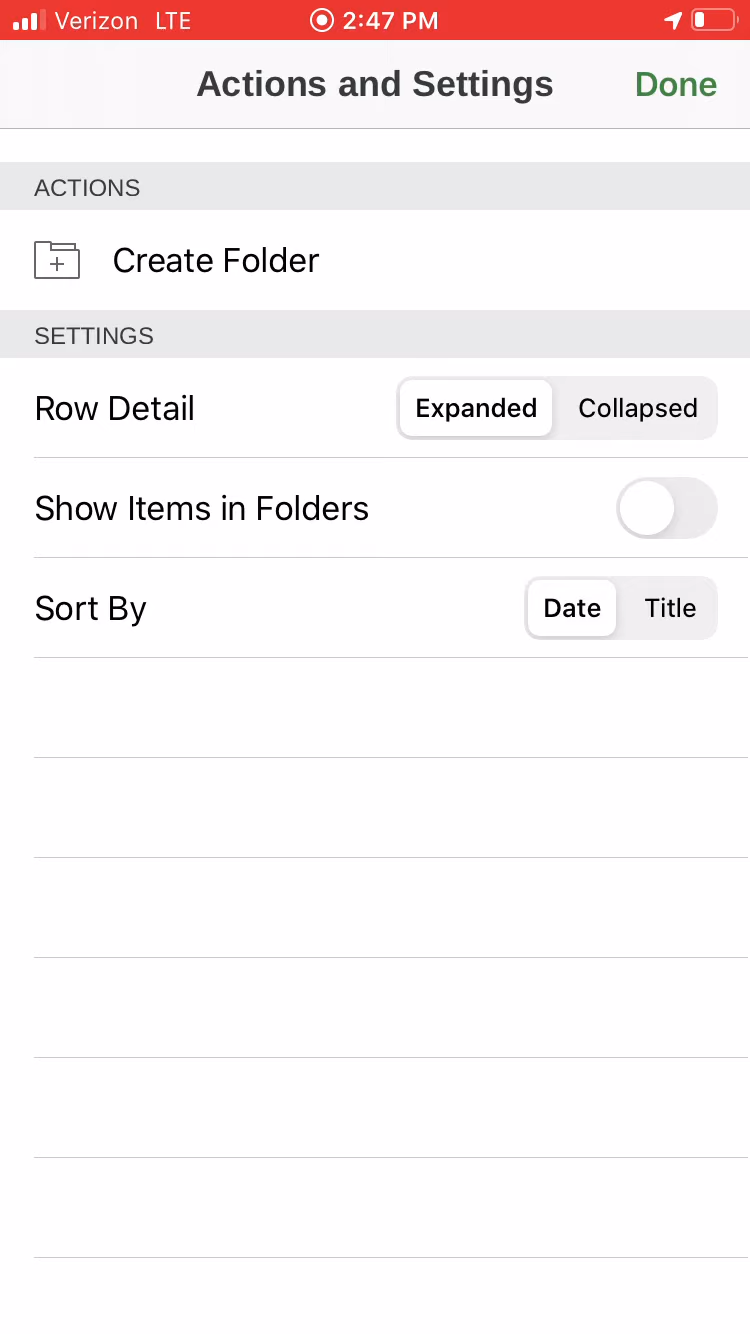 Verizon LTE 2:47 PM
Actions and Settings Done
ACTIONS
Create Folder
SETTINGS
Row Detail Expanded Collapsed
Show Items in Folders
Sort By Date Title